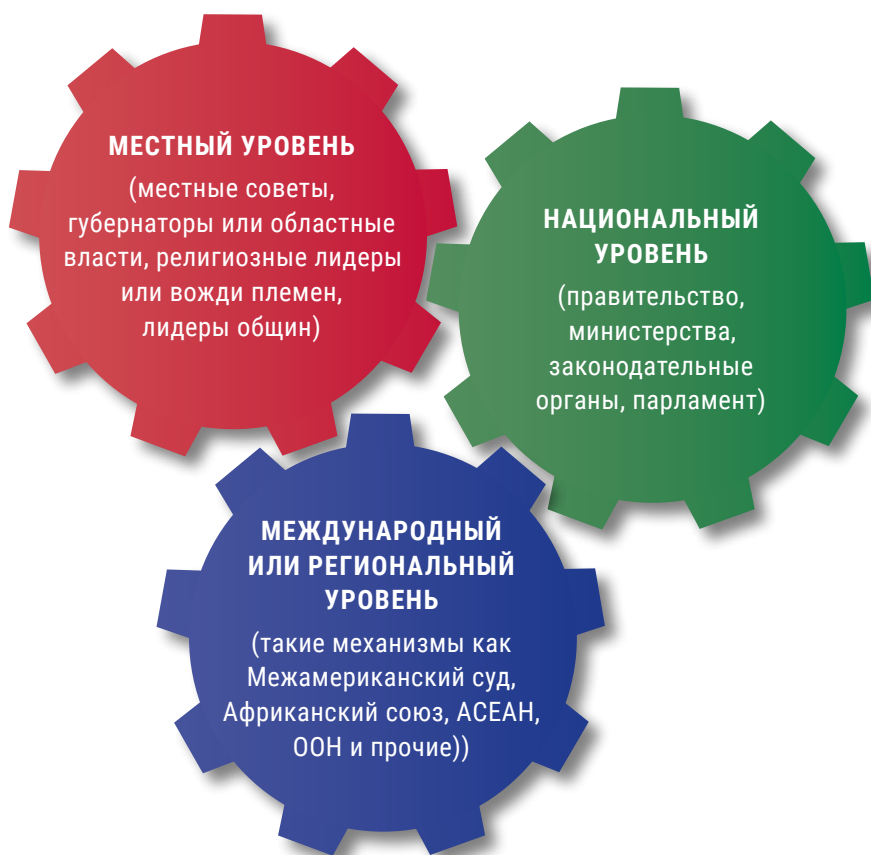 МЕСТНЫЙ УРОВЕНЬ
(местные советы,
губернаторы или областные
власти, религиозные лидеры
или вожди племен,
лидеры общин)
НАЦИОНАЛЬНЫЙ
УРОВЕНЬ
(правительство,
министерства,
законодательные
органы, парламент)
МЕЖДУНАРОДНЫЙ
ИЛИ РЕГИОНАЛЬНЫЙ
УРОВЕНЬ
(такие механизмы как
Межамериканский суд,
Африканский союз, АСЕАН,
ООН и прочие))